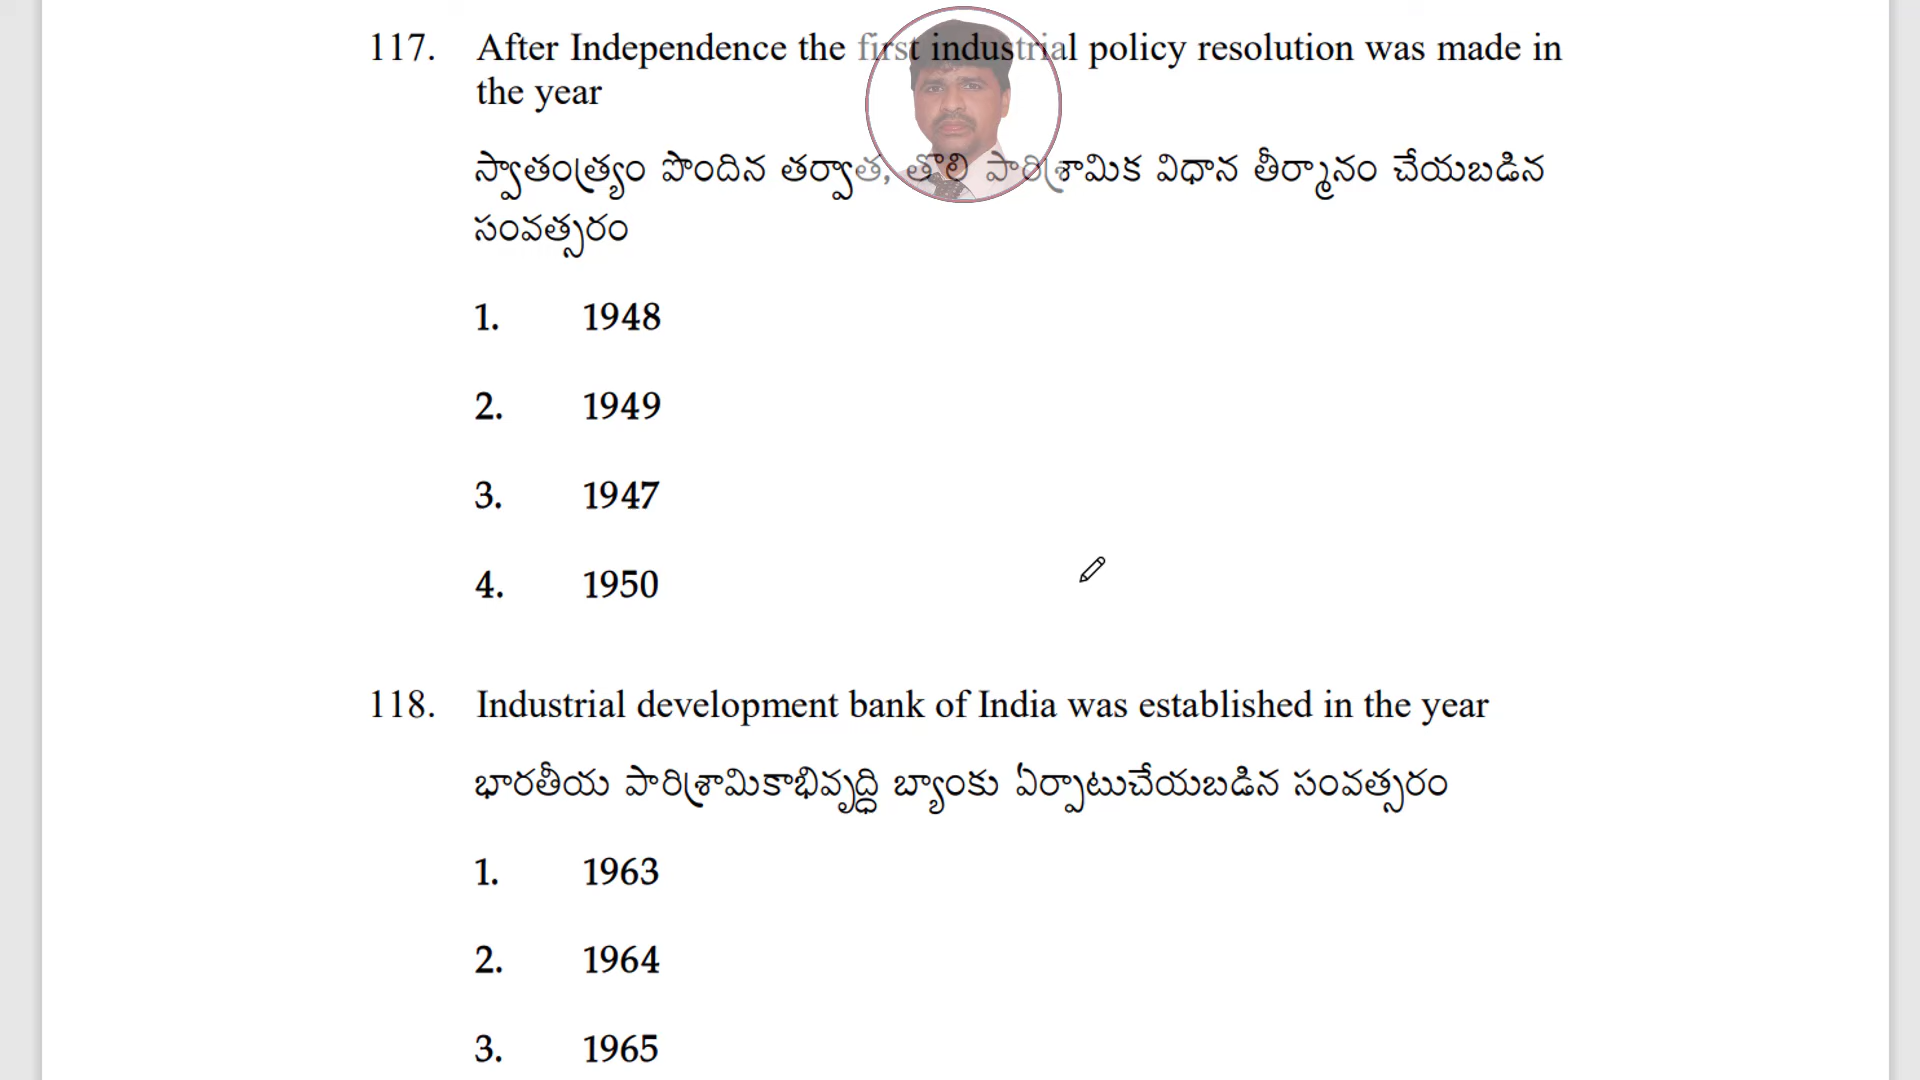 117. After Independence the first industrial policy resolution was made in
the year
స్వాతంత్ర్యం పొందిన తర్వాత, తొలి పారిశ్రామిక విధాన తీర్మానం చేయబడిన
సంవత్సరం
1. 1948
2. 1949
3. 1947
4. 1950
118. Industrial development bank of India was established in the year
భారతీయ పారిశ్రామికాభివృద్ధి బ్యాంకు ఏర్పాటుచేయబడిన సంవత్సరం
1. 1963
2. 1964
3. 1965